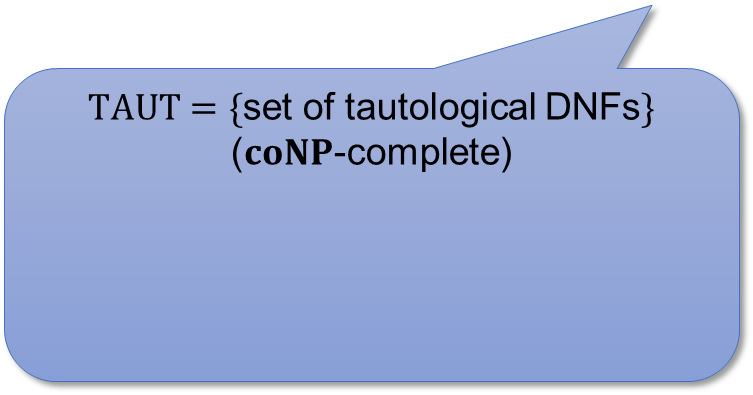 TAUT = {set of tautological DNFs}
(coNP-complete)